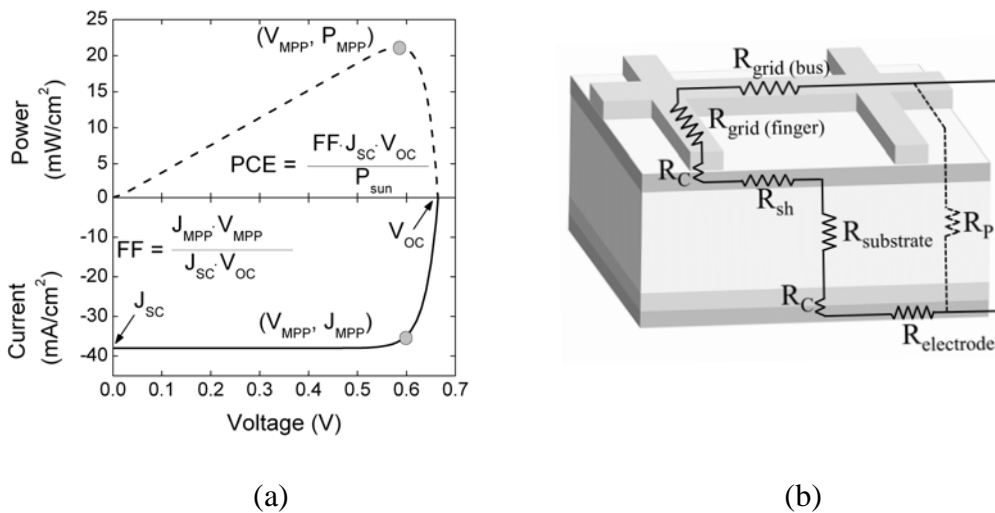 25
20
15
10
5
0
Power
(mW/cm²)
(V_MPP, P_MPP)
PCE = FF·J_SC·V_OC
P_sun
-10
-20
-30
-40
Current
(mA/cm²)
V_OC
FF = J_MPP·V_MPP
J_SC·V_OC
J_SC
(V_MPP, J_MPP)
0.0 0.1 0.2 0.3 0.4 0.5 0.6 0.7
Voltage (V)
(a)
R_grid (bus)
R_grid (finger)
R_C
R_sh
R_substrate
R_P
R_C
R_electrode
(b)